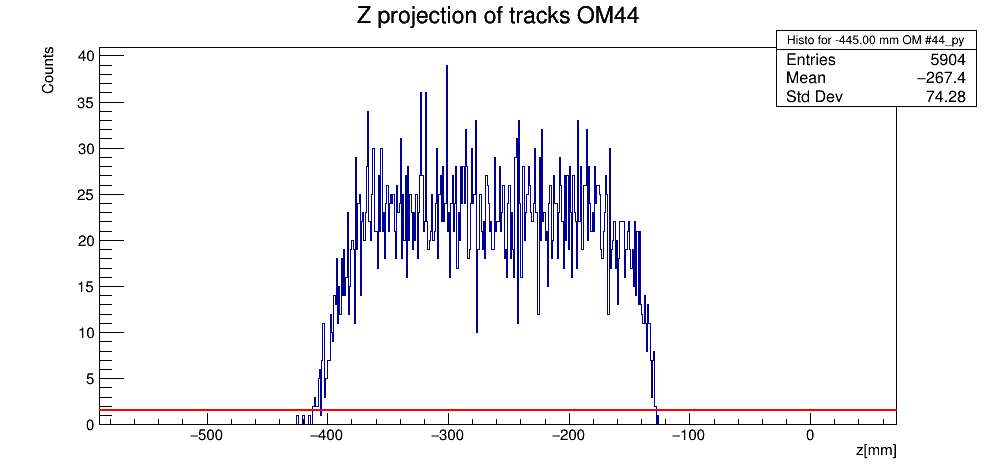 Z projection of tracks OM44
Histo for -445.00 mm OM #44_py
Entries 5904
Mean −267.4
Std Dev 74.28
Counts
40
35
30
25
20
15
10
5
0
−500 −400 −300 −200 −100 0
z[mm]